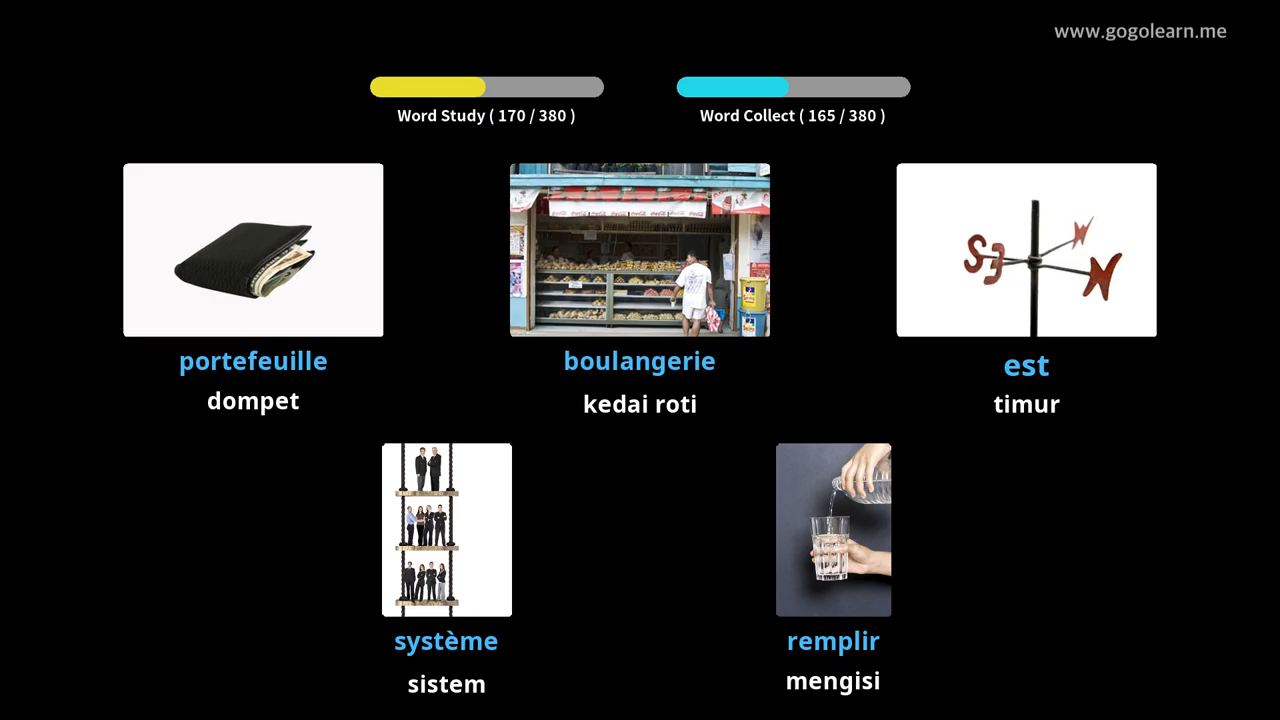 www.gogolearn.me
Word Study ( 170 / 380 )
Word Collect ( 165 / 380 )
portefeuille
dompet
boulangerie
kedai roti
S E N W
est
timur
système
sistem
remplir
mengisi